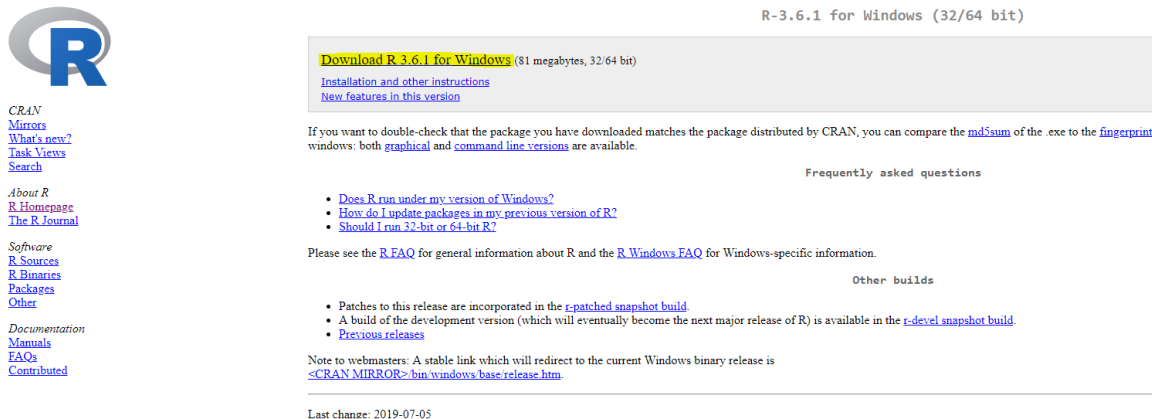 R
CRAN
Mirrors
What's new?
Task Views
Search
About R
R Homepage
The R Journal
Software
R Sources
R Binaries
Packages
Other
Documentation
Manuals
FAQs
Contributed
R-3.6.1 for Windows (32/64 bit)
Download R 3.6.1 for Windows (81 megabytes, 32/64 bit)
Installation and other instructions
New features in this version
If you want to double-check that the package you have downloaded matches the package distributed by CRAN, you can compare the md5sum of the .exe to the fingerprint
windows: both graphical and command line versions are available.
Frequently asked questions
• Does R run under my version of Windows?
• How do I update packages in my previous version of R?
• Should I run 32-bit or 64-bit R?
Please see the R FAQ for general information about R and the R Windows FAQ for Windows-specific information.
Other builds
• Patches to this release are incorporated in the r-patched snapshot build.
• A build of the development version (which will eventually become the next major release of R) is available in the r-devel snapshot build.
• Previous releases
Note to webmasters: A stable link which will redirect to the current Windows binary release is
<CRAN MIRROR>/bin/windows/base/release.htm.
Last change: 2019-07-05